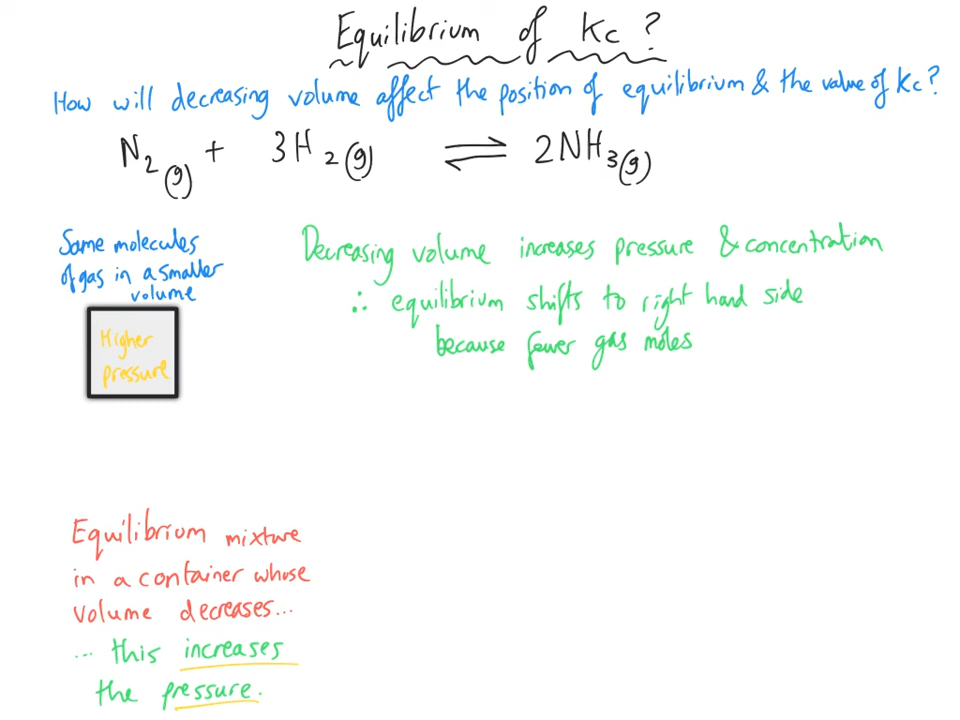 Equilibrium of Kc?
How will decreasing volume affect the position of equilibrium & the value of Kc?
N2(g) + 3H2(g) ⇌ 2NH3(g)
Same molecules
of gas in a smaller
volume
Higher
pressure
Decreasing volume increases pressure & concentration
∴ equilibrium shifts to right hand side
because fewer gas moles
Equilibrium mixture
in a container whose
volume decreases...
... this increases
the pressure.